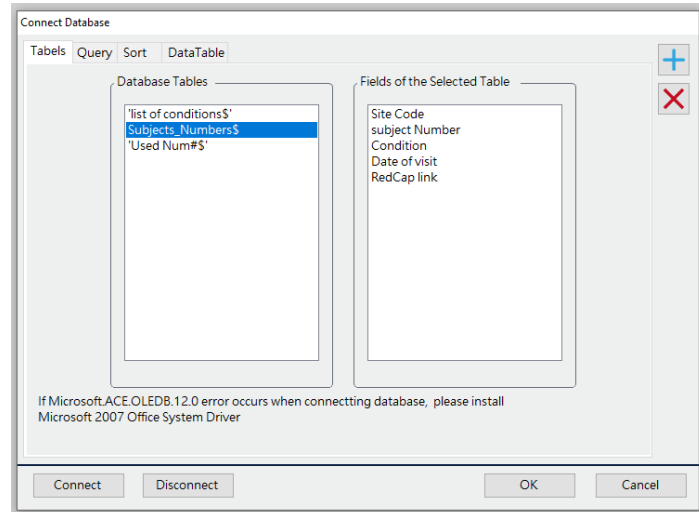 Connect Database
Tabels Query Sort DataTable
Database Tables
'list of conditions$'
Subjects_Numbers$
'Used Num#$'
Fields of the Selected Table
Site Code
subject Number
Condition
Date of visit
RedCap link
If Microsoft.ACE.OLEDB.12.0 error occurs when connectting database, please install
Microsoft 2007 Office System Driver
Connect Disconnect OK Cancel